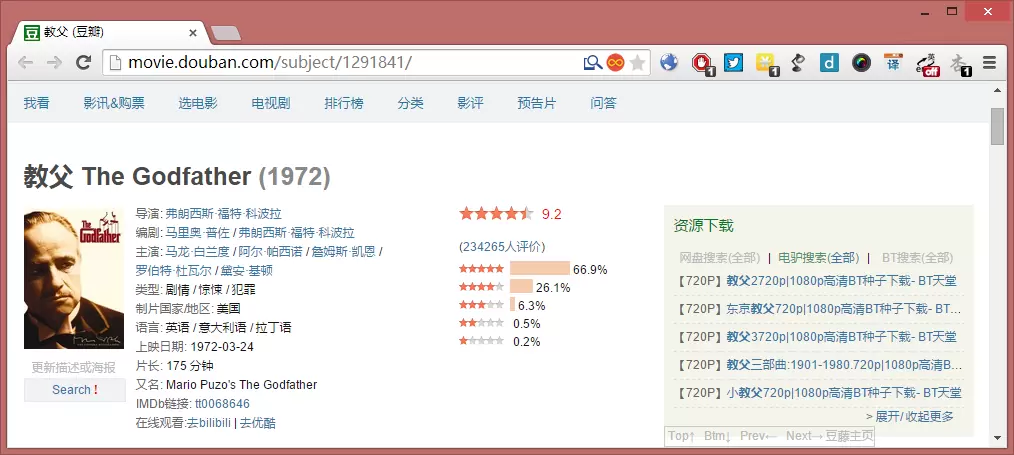 教父 (豆瓣)
movie.douban.com/subject/1291841/
译
英
off
1
1
1
我看 影讯&购票 选电影 电视剧 排行榜 分类 影评 预告片 问答
教父 The Godfather (1972)
The Godfather
更新描述或海报
Search !
导演: 弗朗西斯·福特·科波拉
编剧: 马里奥·普佐 / 弗朗西斯·福特·科波拉
主演: 马龙·白兰度 / 阿尔·帕西诺 / 詹姆斯·凯恩 /
罗伯特·杜瓦尔 / 黛安·基顿
类型: 剧情 / 惊悚 / 犯罪
制片国家/地区: 美国
语言: 英语 / 意大利语 / 拉丁语
上映日期: 1972-03-24
片长: 175 分钟
又名: Mario Puzo's The Godfather
IMDb链接: tt0068646
在线观看:去bilibili | 去优酷
9.2
(234265人评价)
66.9%
26.1%
6.3%
0.5%
0.2%
资源下载
网盘搜索(全部) | 电驴搜索(全部) | BT搜索(全部)
【720P】教父2720p|1080p高清BT种子下载- BT天堂
【720P】东京教父720p|1080p高清BT种子下载- BT...
【720P】教父3720p|1080p高清BT种子下载- BT天堂
【720P】教父三部曲:1901-1980.720p|1080p高清B...
【720P】小教父720p|1080p高清BT种子下载- BT天堂
> 展开/ 收起更多
Top↑ Btm↓ Prev← Next→ 豆藤主页